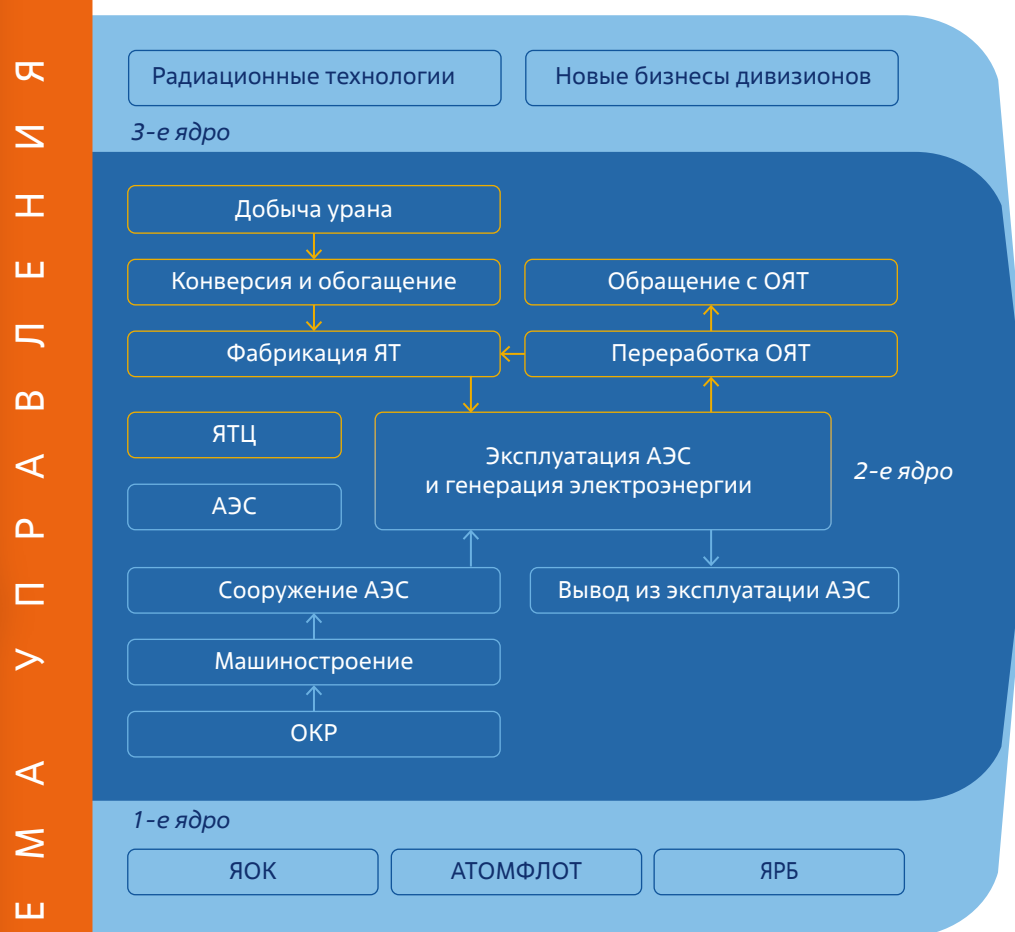 Радиационные технологии
Новые бизнесы дивизионов
3-е ядро
Добыча урана
Конверсия и обогащение
Обращение с ОЯТ
Фабрикация ЯТ
Переработка ОЯТ
ЯТЦ
Эксплуатация АЭС
и генерация электроэнергии
2-е ядро
АЭС
Сооружение АЭС
Вывод из эксплуатации АЭС
Машиностроение
ОКР
1-е ядро
ЯОК
АТОМФЛОТ
ЯРБ
ЕМА УПРАВЛЕНИЯ